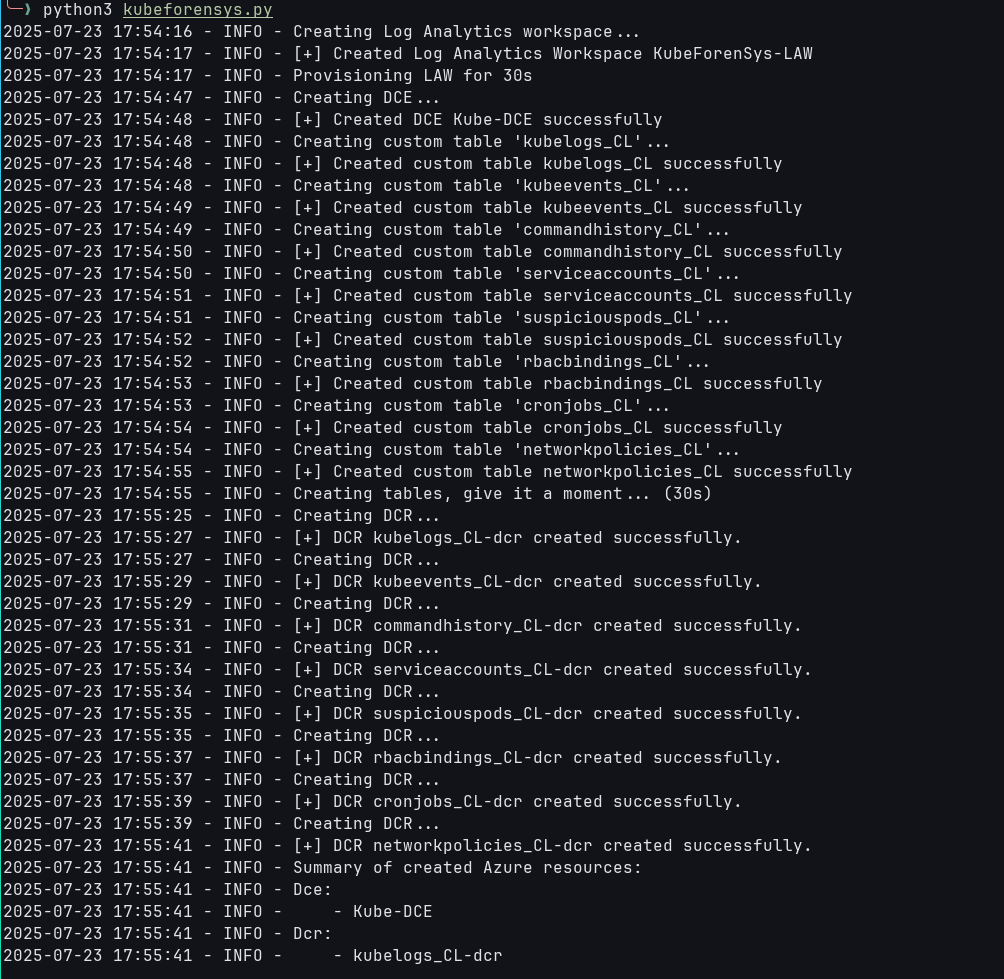 python3 kubeforensys.py
2025-07-23 17:54:16 - INFO - Creating Log Analytics workspace...
2025-07-23 17:54:17 - INFO - [+] Created Log Analytics Workspace KubeForenSys-LAW
2025-07-23 17:54:17 - INFO - Provisioning LAW for 30s
2025-07-23 17:54:47 - INFO - Creating DCE...
2025-07-23 17:54:48 - INFO - [+] Created DCE Kube-DCE successfully
2025-07-23 17:54:48 - INFO - Creating custom table 'kubelogs_CL'...
2025-07-23 17:54:48 - INFO - [+] Created custom table kubelogs_CL successfully
2025-07-23 17:54:48 - INFO - Creating custom table 'kubeevents_CL'...
2025-07-23 17:54:49 - INFO - [+] Created custom table kubeevents_CL successfully
2025-07-23 17:54:49 - INFO - Creating custom table 'commandhistory_CL'...
2025-07-23 17:54:50 - INFO - [+] Created custom table commandhistory_CL successfully
2025-07-23 17:54:50 - INFO - Creating custom table 'serviceaccounts_CL'...
2025-07-23 17:54:51 - INFO - [+] Created custom table serviceaccounts_CL successfully
2025-07-23 17:54:51 - INFO - Creating custom table 'suspiciouspods_CL'...
2025-07-23 17:54:52 - INFO - [+] Created custom table suspiciouspods_CL successfully
2025-07-23 17:54:52 - INFO - Creating custom table 'rbacbindings_CL'...
2025-07-23 17:54:53 - INFO - [+] Created custom table rbacbindings_CL successfully
2025-07-23 17:54:53 - INFO - Creating custom table 'cronjobs_CL'...
2025-07-23 17:54:54 - INFO - [+] Created custom table cronjobs_CL successfully
2025-07-23 17:54:54 - INFO - Creating custom table 'networkpolicies_CL'...
2025-07-23 17:54:55 - INFO - [+] Created custom table networkpolicies_CL successfully
2025-07-23 17:54:55 - INFO - Creating tables, give it a moment... (30s)
2025-07-23 17:55:25 - INFO - Creating DCR...
2025-07-23 17:55:27 - INFO - [+] DCR kubelogs_CL-dcr created successfully.
2025-07-23 17:55:27 - INFO - Creating DCR...
2025-07-23 17:55:29 - INFO - [+] DCR kubeevents_CL-dcr created successfully.
2025-07-23 17:55:29 - INFO - Creating DCR...
2025-07-23 17:55:31 - INFO - [+] DCR commandhistory_CL-dcr created successfully.
2025-07-23 17:55:31 - INFO - Creating DCR...
2025-07-23 17:55:34 - INFO - [+] DCR serviceaccounts_CL-dcr created successfully.
2025-07-23 17:55:34 - INFO - Creating DCR...
2025-07-23 17:55:35 - INFO - [+] DCR suspiciouspods_CL-dcr created successfully.
2025-07-23 17:55:35 - INFO - Creating DCR...
2025-07-23 17:55:37 - INFO - [+] DCR rbacbindings_CL-dcr created successfully.
2025-07-23 17:55:37 - INFO - Creating DCR...
2025-07-23 17:55:39 - INFO - [+] DCR cronjobs_CL-dcr created successfully.
2025-07-23 17:55:39 - INFO - Creating DCR...
2025-07-23 17:55:41 - INFO - [+] DCR networkpolicies_CL-dcr created successfully.
2025-07-23 17:55:41 - INFO - Summary of created Azure resources:
2025-07-23 17:55:41 - INFO - Dce:
2025-07-23 17:55:41 - INFO -     - Kube-DCE
2025-07-23 17:55:41 - INFO - Dcr:
2025-07-23 17:55:41 - INFO -     - kubelogs_CL-dcr